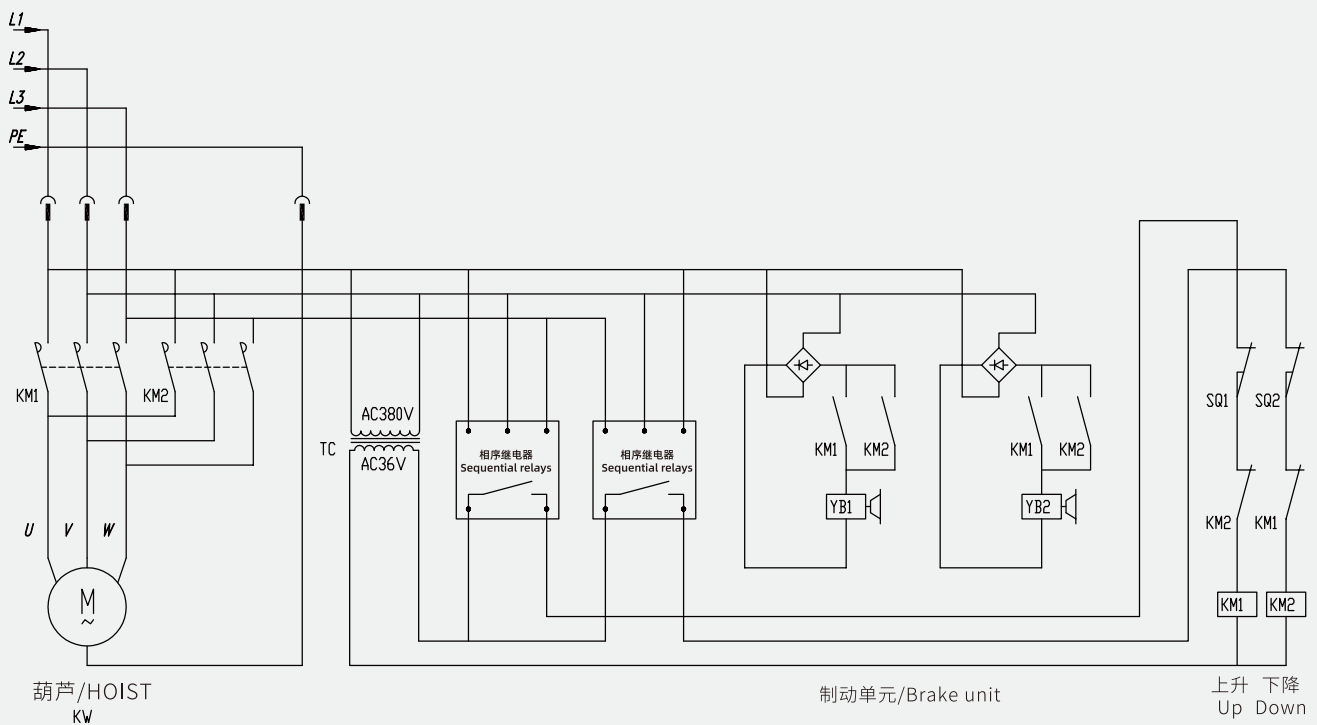 L1
L2
L3
PE
KM1
KM2
AC380V
TC
AC36V
相序继电器
Sequential relays
相序继电器
Sequential relays
KM1
KM2
YB1
KM1
KM2
YB2
SQ1
SQ2
KM2
KM1
KM1
KM2
U
V
W
M
~
葫芦/HOIST
KW
制动单元/Brake unit
上升
Up
下降
Down